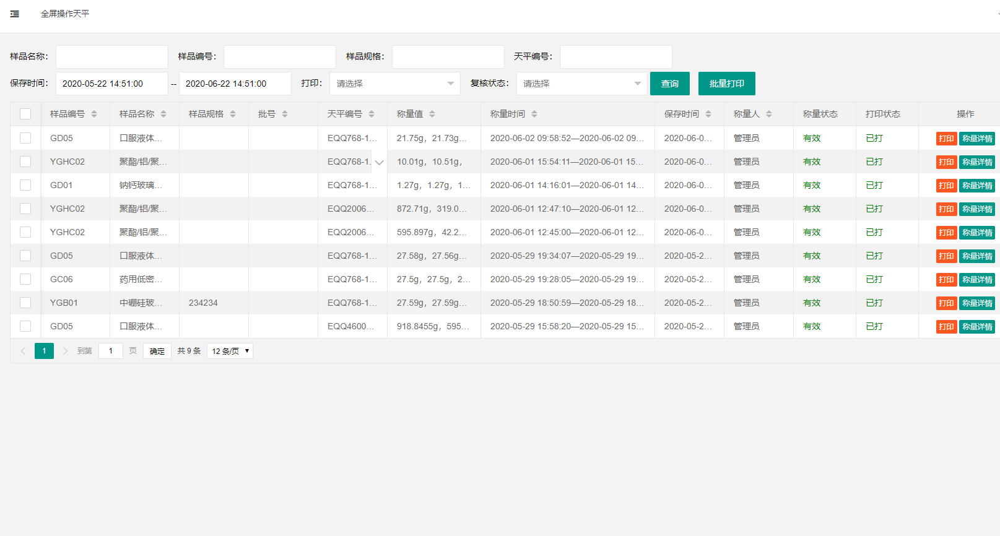 全屏操作天平
样品名称： 样品编号： 样品规格： 天平编号：
保存时间： 2020-05-22 14:51:00 -- 2020-06-22 14:51:00 打印： 请选择 复核状态： 请选择 查询 批量打印
样品编号 样品名称 样品规格 批号 天平编号 称量值 称量时间 保存时间 称量人 称量状态 打印状态 操作
GD05 口服液体... EQQ768-1... 21.75g，21.73g... 2020-06-02 09:58:52—2020-06-02 09... 2020-06-0... 管理员 有效 已打 打印 称量详情
YGHC02 聚酯/铝/聚... EQQ768-1. 10.01g，10.51g， 2020-06-01 15:54:11—2020-06-01 15... 2020-06-0... 管理员 有效 已打 打印 称量详情
GD01 钠钙玻璃... EQQ768-1... 1.27g，1.27g，1... 2020-06-01 14:16:01—2020-06-01 14... 2020-06-0... 管理员 有效 已打 打印 称量详情
YGHC02 聚酯/铝/聚... EQQ2006... 872.71g，319.0... 2020-06-01 12:47:10—2020-06-01 12... 2020-06-0... 管理员 有效 已打 打印 称量详情
YGHC02 聚酯/铝/聚... EQQ2006... 595.897g，42.2... 2020-06-01 12:45:00—2020-06-01 12... 2020-06-0... 管理员 有效 已打 打印 称量详情
GD05 口服液体... EQQ768-1... 27.58g，27.56g... 2020-05-29 19:34:07—2020-05-29 19... 2020-05-2... 管理员 有效 已打 打印 称量详情
GC06 药用低密... EQQ768-1... 27.5g，27.5g，2... 2020-05-29 19:28:05—2020-05-29 19... 2020-05-2... 管理员 有效 已打 打印 称量详情
YGB01 中硼硅玻... 234234 EQQ768-1... 27.59g，27.59g... 2020-05-29 18:50:59—2020-05-29 18... 2020-05-2... 管理员 有效 已打 打印 称量详情
GD05 口服液体... EQQ4600... 918.8455g，595... 2020-05-29 15:58:20—2020-05-29 15... 2020-05-2... 管理员 有效 已打 打印 称量详情
1 到第 1 页 确定 共 9 条 12 条/页